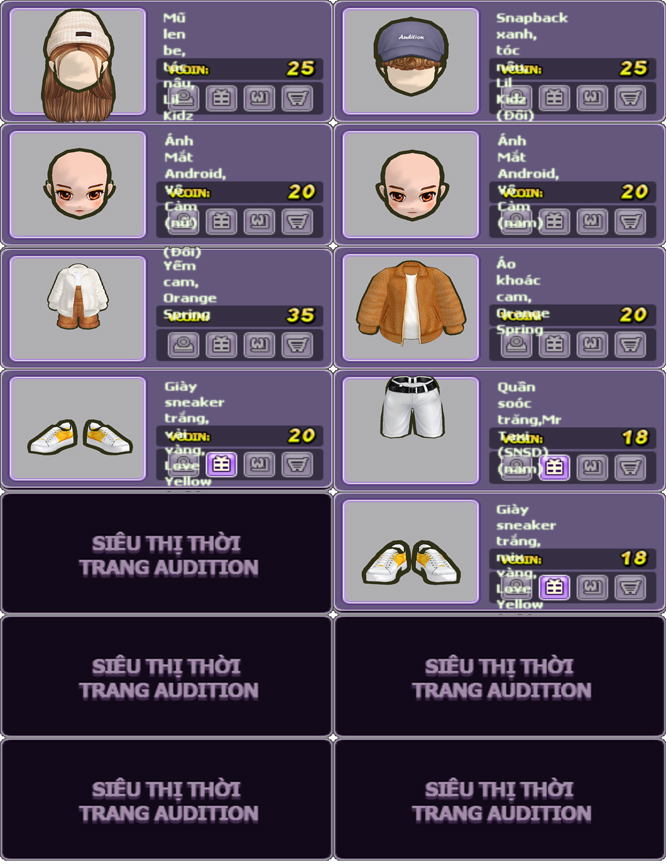 Mũ
len
be,
tóc
nâu,
Lil
Kidz
VCOIN:
25
Audition
Snapback
xanh,
tóc
nâu,
Lil
Kidz
(Đôi)
VCOIN:
25
Ánh
Mắt
Android,
Vô
Cảm
(nữ)
VCOIN:
20
Ánh
Mắt
Android,
Vô
Cảm
(nam)
VCOIN:
20
(Đôi)
Yếm
cam,
Orange
Spring
VCOIN:
35
Áo
khoác
cam,
Orange
Spring
VCOIN:
20
Giày
sneaker
trắng,
vàng,
Love
Yellow
VCOIN:
20
Quần
soóc
trắng,Mr
Taxi
(SNSD)
(nam)
VCOIN:
18
SIÊU THỊ THỜI
TRANG AUDITION
Giày
sneaker
trắng,
mix
vàng,
Love
Yellow
VCOIN:
18
SIÊU THỊ THỜI
TRANG AUDITION
SIÊU THỊ THỜI
TRANG AUDITION
SIÊU THỊ THỜI
TRANG AUDITION
SIÊU THỊ THỜI
TRANG AUDITION